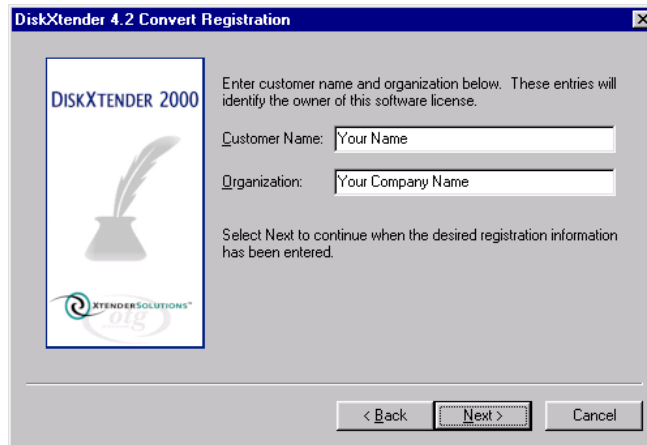 DiskXtender 4.2 Convert Registration
DISKXTENDER 2000
Enter customer name and organization below. These entries will
identify the owner of this software license.
Customer Name: Your Name
Organization: Your Company Name
Select Next to continue when the desired registration information
has been entered.
XTENDERSOLUTIONS™
otg
< Back Next > Cancel